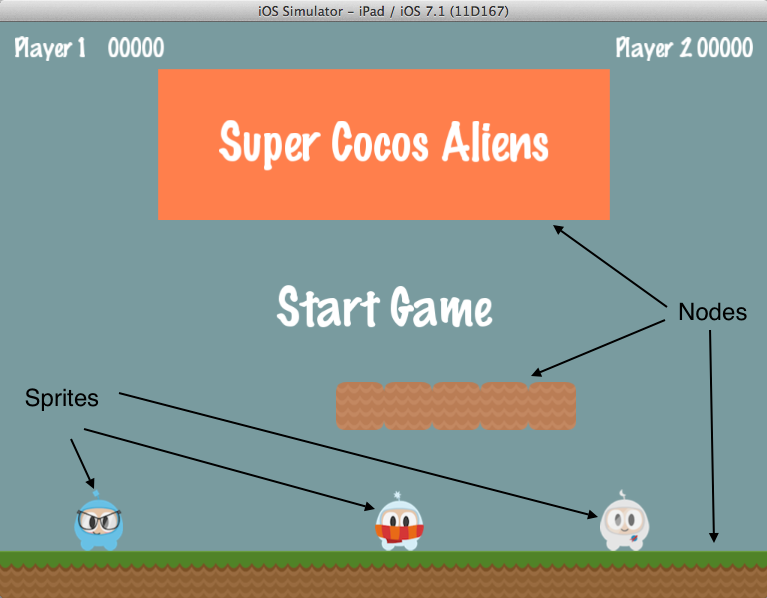 iOS Simulator – iPad / iOS 7.1 (11D167)
Player 1 00000
Player 2 00000
Super Cocos Aliens
Start Game
Nodes
Sprites